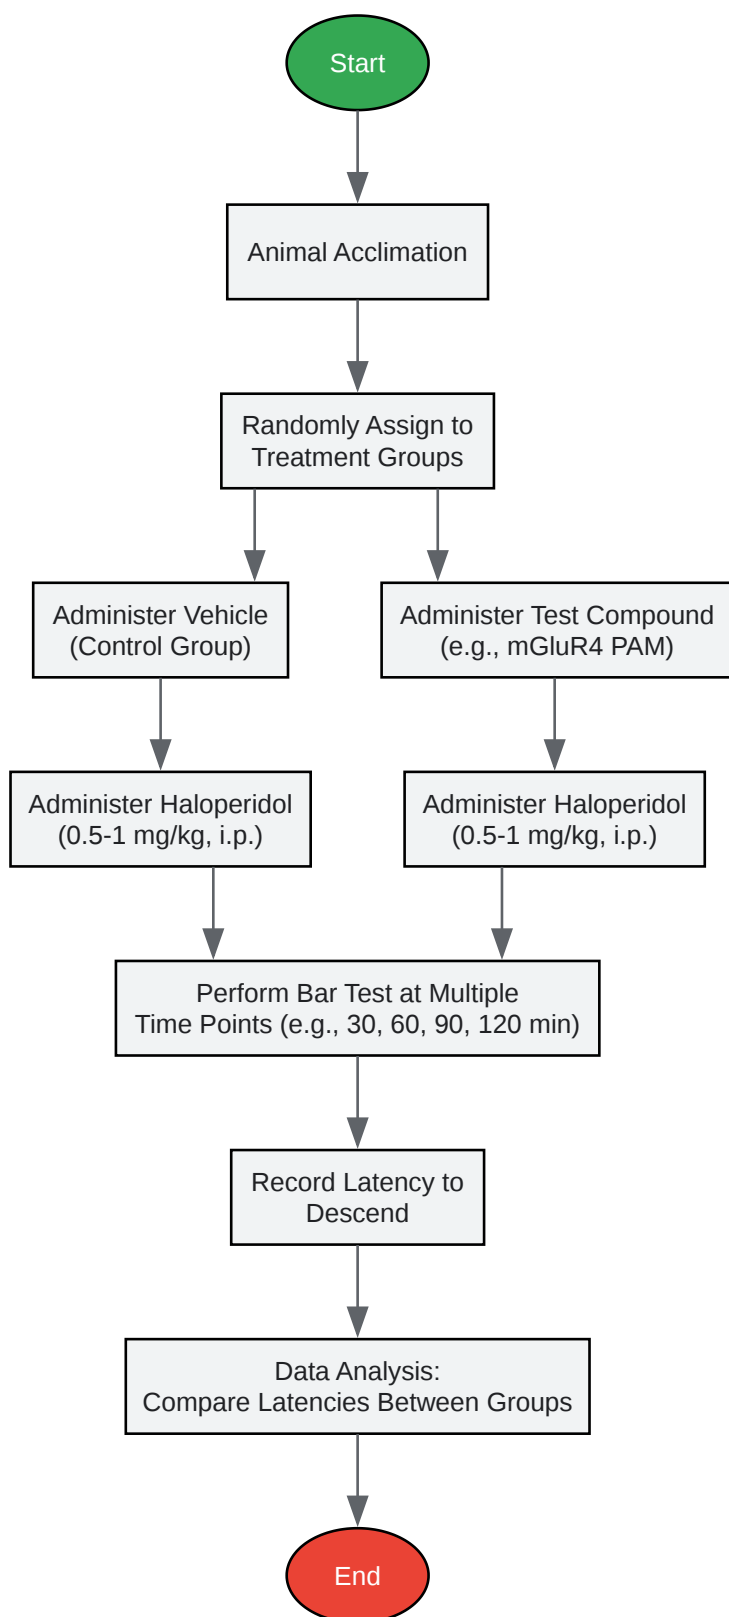 Start
Animal Acclimation
Randomly Assign to
Treatment Groups
Administer Vehicle
(Control Group)
Administer Test Compound
(e.g., mGluR4 PAM)
Administer Haloperidol
(0.5-1 mg/kg, i.p.)
Administer Haloperidol
(0.5-1 mg/kg, i.p.)
Perform Bar Test at Multiple
Time Points (e.g., 30, 60, 90, 120 min)
Record Latency to
Descend
Data Analysis:
Compare Latencies Between Groups
End